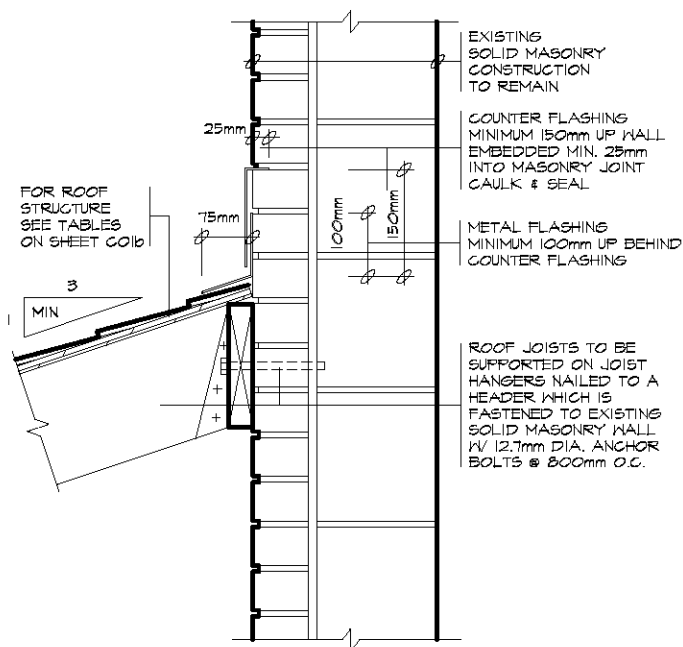 EXISTING
SOLID MASONRY
CONSTRUCTION
TO REMAIN
COUNTER FLASHING
MINIMUM 150mm UP WALL
EMBEDDED MIN. 25mm
INTO MASONRY JOINT
CAULK & SEAL
25mm
FOR ROOF
STRUCTURE
SEE TABLES
ON SHEET C01b
75mm
100mm
150mm
METAL FLASHING
MINIMUM 100mm UP BEHIND
COUNTER FLASHING
3
MIN
1
ROOF JOISTS TO BE
SUPPORTED ON JOIST
HANGERS NAILED TO A
HEADER WHICH IS
FASTENED TO EXISTING
SOLID MASONRY WALL
W/ 12.7mm DIA. ANCHOR
BOLTS @ 800mm O.C.